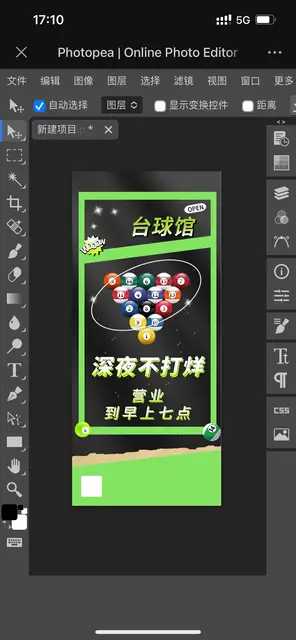 17:10
5G
Photopea | Online Photo Editor
文件 编辑 图像 图层 选择 滤镜 视图 窗口 更多
自动选择 图层 显示变换控件 距离
新建项目. *
OPEN
台球馆
深夜不打烊
营业
到早上七点
CSS